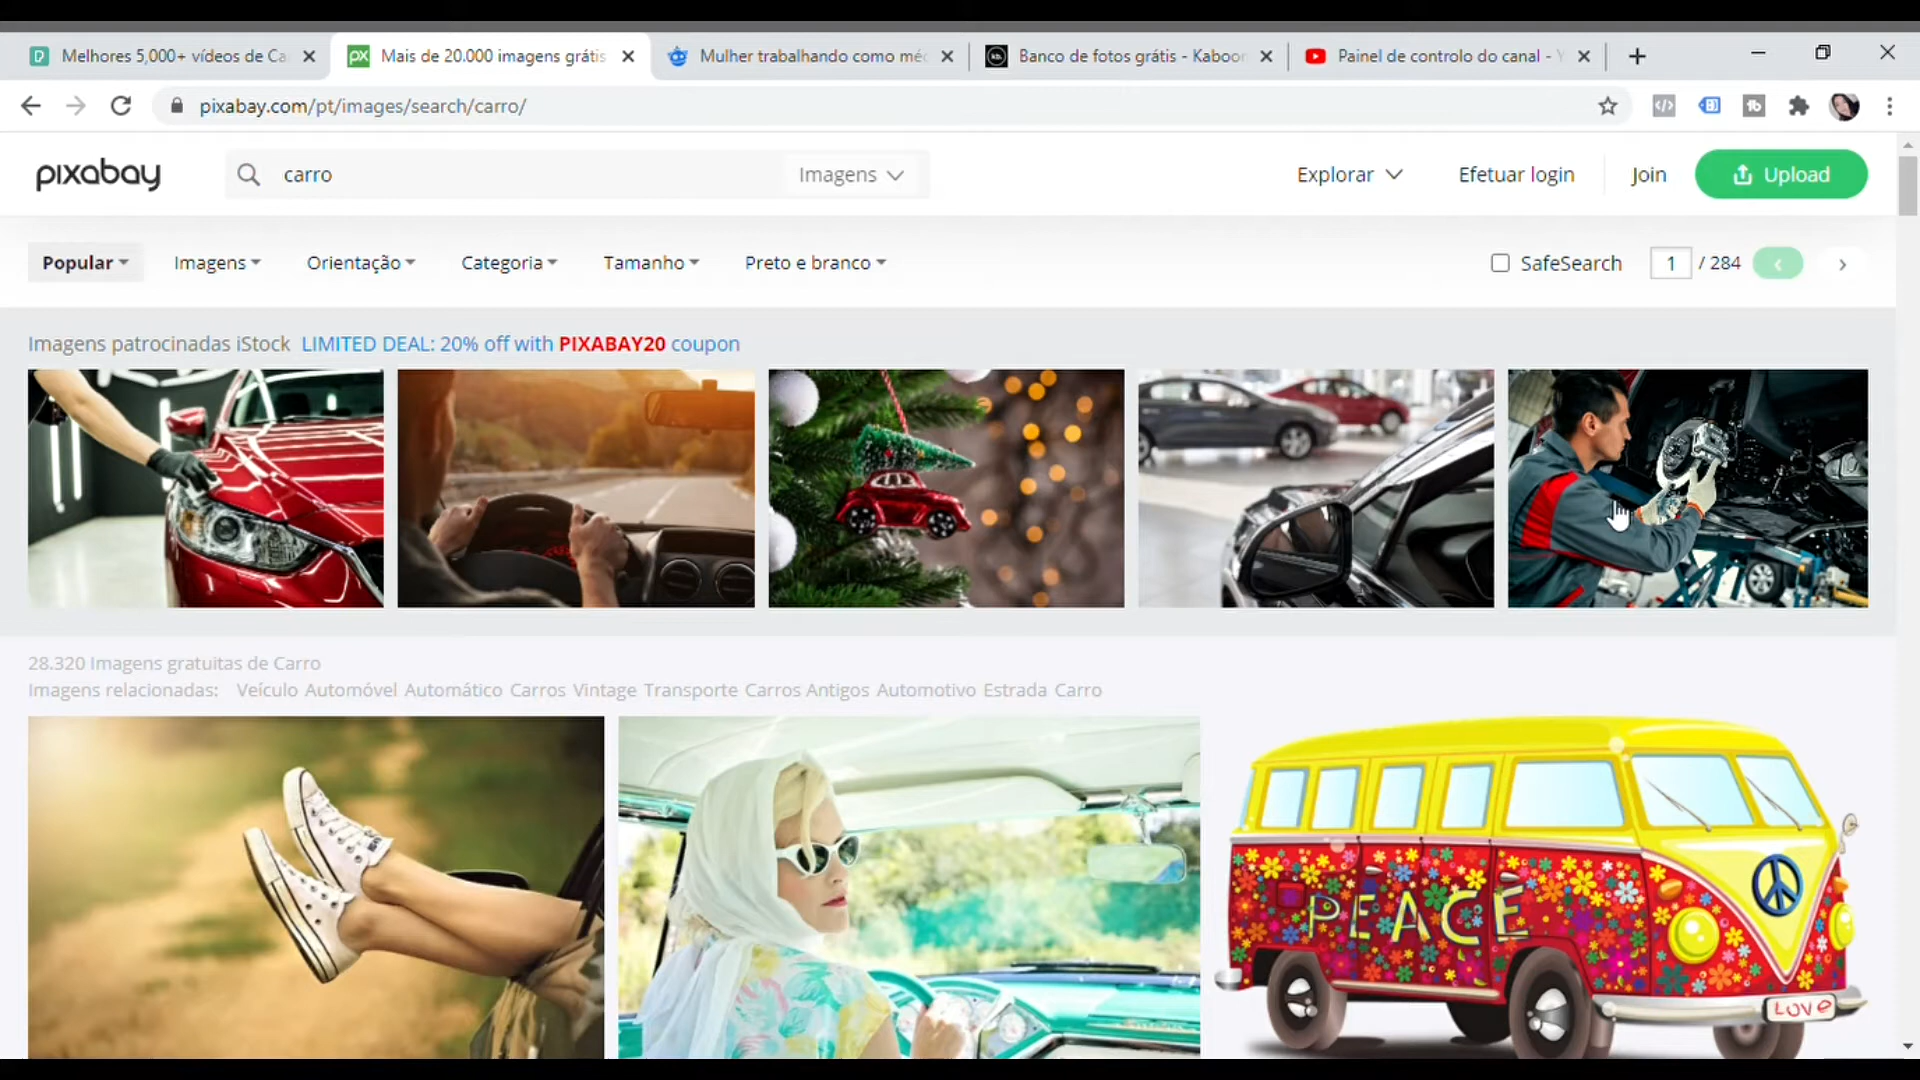 Melhores 5,000+ vídeos de Ca
Mais de 20.000 imagens grátis
Mulher trabalhando como méd
Banco de fotos grátis - Kaboom
Painel de controlo do canal - Y
pixabay.com/pt/images/search/carro/
pixabay
carro
Imagens
Explorar
Efetuar login
Join
Upload
Popular
Imagens
Orientação
Categoria
Tamanho
Preto e branco
SafeSearch
1 / 284
Imagens patrocinadas iStock LIMITED DEAL: 20% off with PIXABAY20 coupon
28.320 Imagens gratuitas de Carro
Imagens relacionadas: Veículo Automóvel Automático Carros Vintage Transporte Carros Antigos Automotivo Estrada Carro
PEACE
LOVE